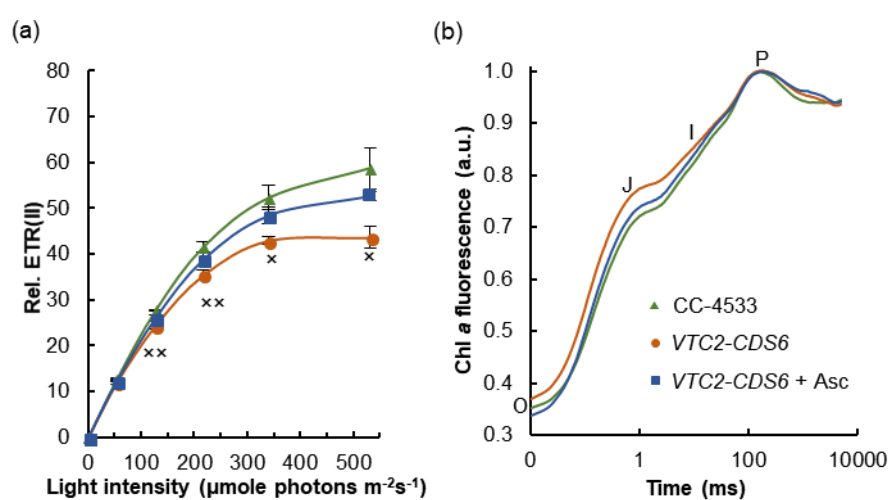 (a)
Rel. ETR(II)
80
70
60
50
40
30
20
10
0
×× ×× × ×
0 100 200 300 400 500
Light intensity (µmole photons m⁻²s⁻¹)
(b)
Chl a fluorescence (a.u.)
1.0
0.9
0.8
0.7
0.6
0.5
0.4
0.3
O
J
I
P
CC-4533
VTC2-CDS6
VTC2-CDS6 + Asc
0 1 100 10000
Time (ms)